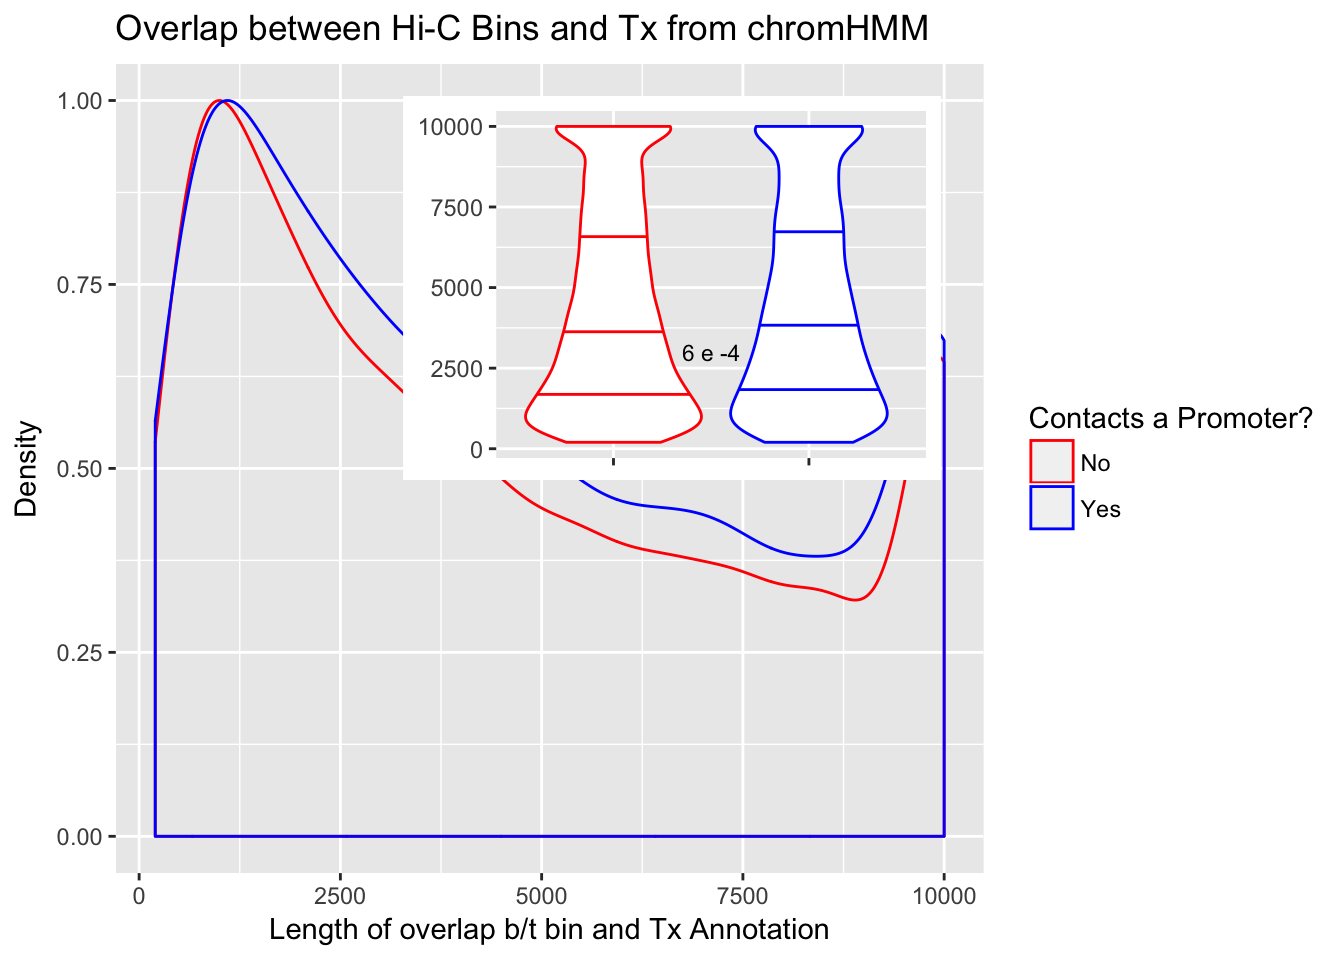 Overlap between Hi-C Bins and Tx from chromHMM
Density
1.00
0.75
0.50
0.25
0.00
10000
7500
5000
2500
0
6 e -4
0
2500
5000
7500
10000
Length of overlap b/t bin and Tx Annotation
Contacts a Promoter?
No
Yes